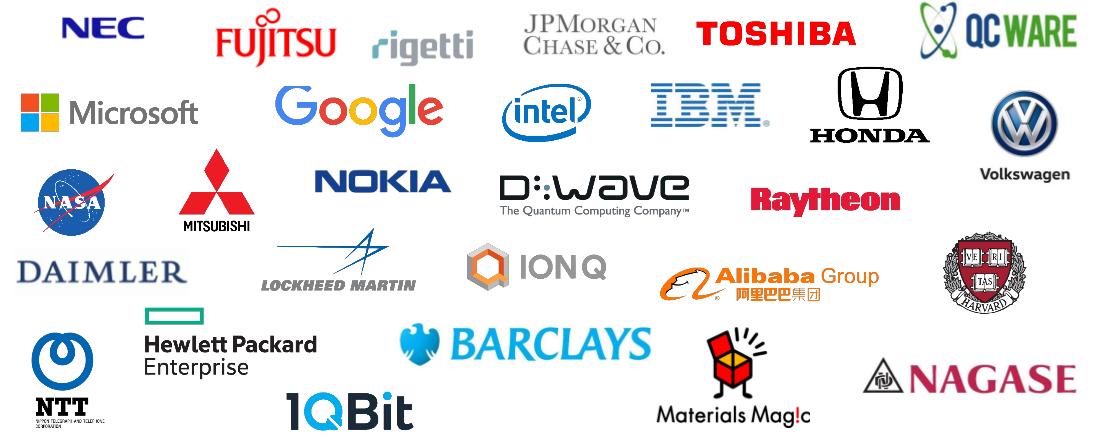 NEC
FUJITSU
rigetti
JPMORGAN
CHASE & CO.
TOSHIBA
QC WARE
Microsoft
Google
intel®
IBM®
HONDA
Volkswagen
NASA
MITSUBISHI
NOKIA
D:wave
The Quantum Computing Company™
Raytheon
DAIMLER
LOCKHEED MARTIN
IONQ
Alibaba Group
阿里巴巴集团
VE RI
TAS
HARVARD
Hewlett Packard
Enterprise
BARCLAYS
NTT
NIPPON TELEGRAPH AND TELEPHONE
CORPORATION
1QBit
Materials Mag!c
NAGASE